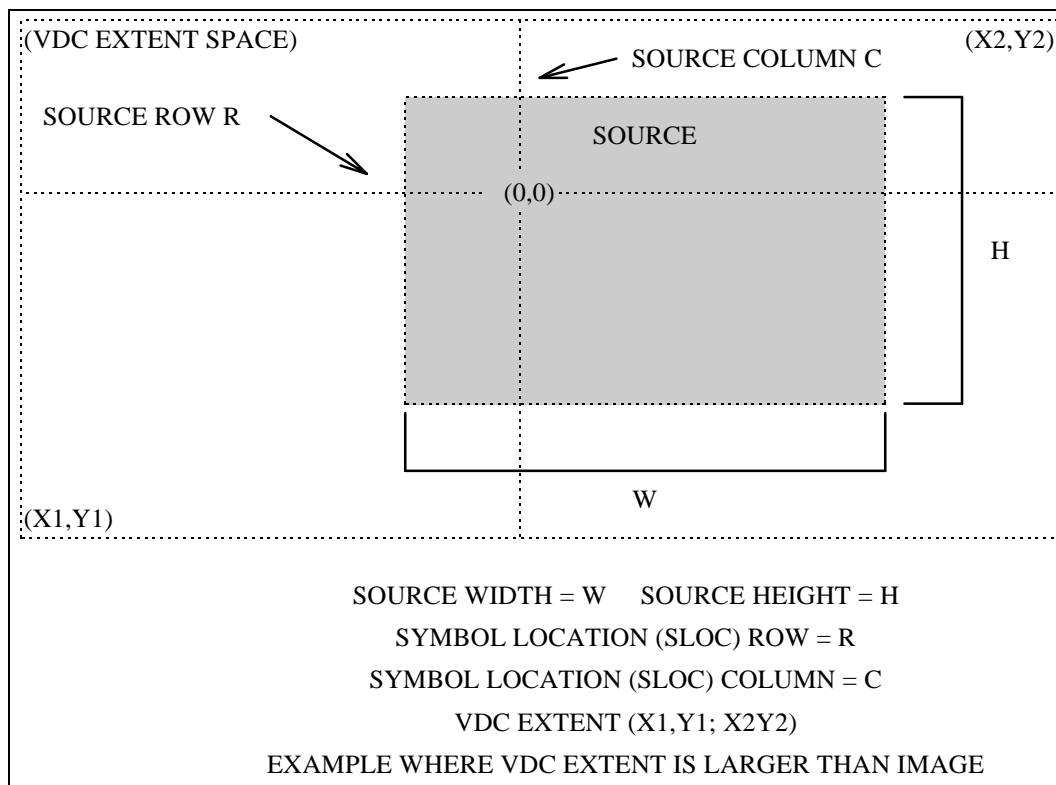 (VDC EXTENT SPACE)
(X2,Y2)
SOURCE COLUMN C
SOURCE ROW R
SOURCE
(0,0)
H
W
(X1,Y1)
SOURCE WIDTH = W SOURCE HEIGHT = H
SYMBOL LOCATION (SLOC) ROW = R
SYMBOL LOCATION (SLOC) COLUMN = C
VDC EXTENT (X1,Y1; X2Y2)
EXAMPLE WHERE VDC EXTENT IS LARGER THAN IMAGE